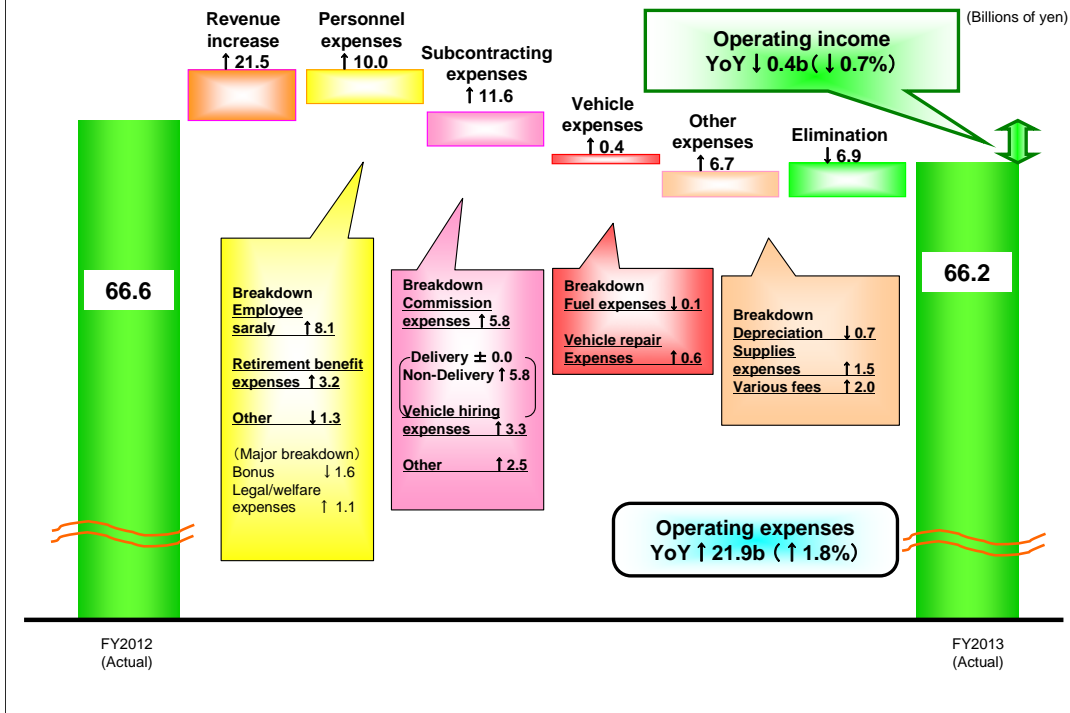 (Billions of yen)
Revenue
increase
↑21.5
Personnel
expenses
↑10.0
Subcontracting
expenses
↑11.6
Vehicle
expenses
↑0.4
Other
expenses
↑6.7
Elimination
↓6.9
Operating income
YoY ↓0.4b(↓0.7%)
66.6
66.2
Breakdown
Employee
saraly ↑8.1
Retirement benefit
expenses ↑3.2
Other ↓1.3
(Major breakdown)
Bonus ↓1.6
Legal/welfare
expenses ↑ 1.1
Breakdown
Commission
expenses ↑5.8
Delivery ± 0.0
Non-Delivery ↑5.8
Vehicle hiring
expenses ↑3.3
Other ↑2.5
Breakdown
Fuel expenses ↓0.1
Vehicle repair
Expenses ↑0.6
Breakdown
Depreciation ↓0.7
Supplies
expenses ↑1.5
Various fees ↑2.0
Operating expenses
YoY ↑21.9b (↑1.8%)
FY2012
(Actual)
FY2013
(Actual)